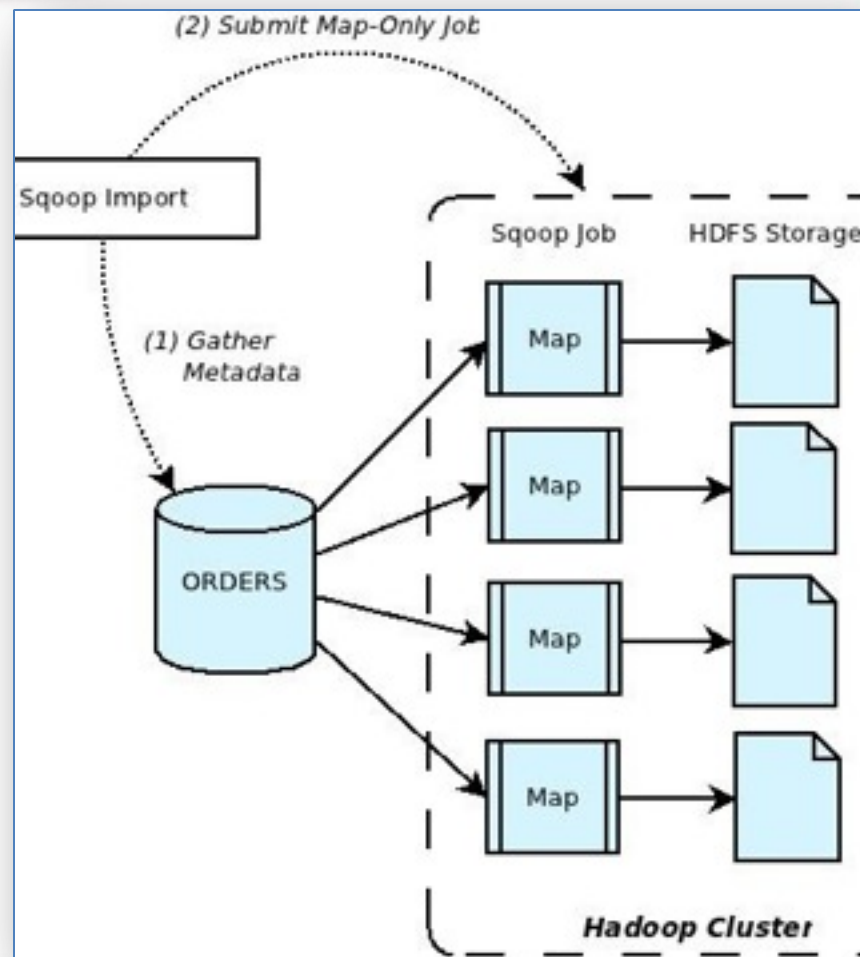 (2) Submit Map-Only Job
Sqoop Import
Sqoop Job
HDFS Storage
(1) Gather
Metadata
Map
Map
ORDERS
Map
Map
Hadoop Cluster